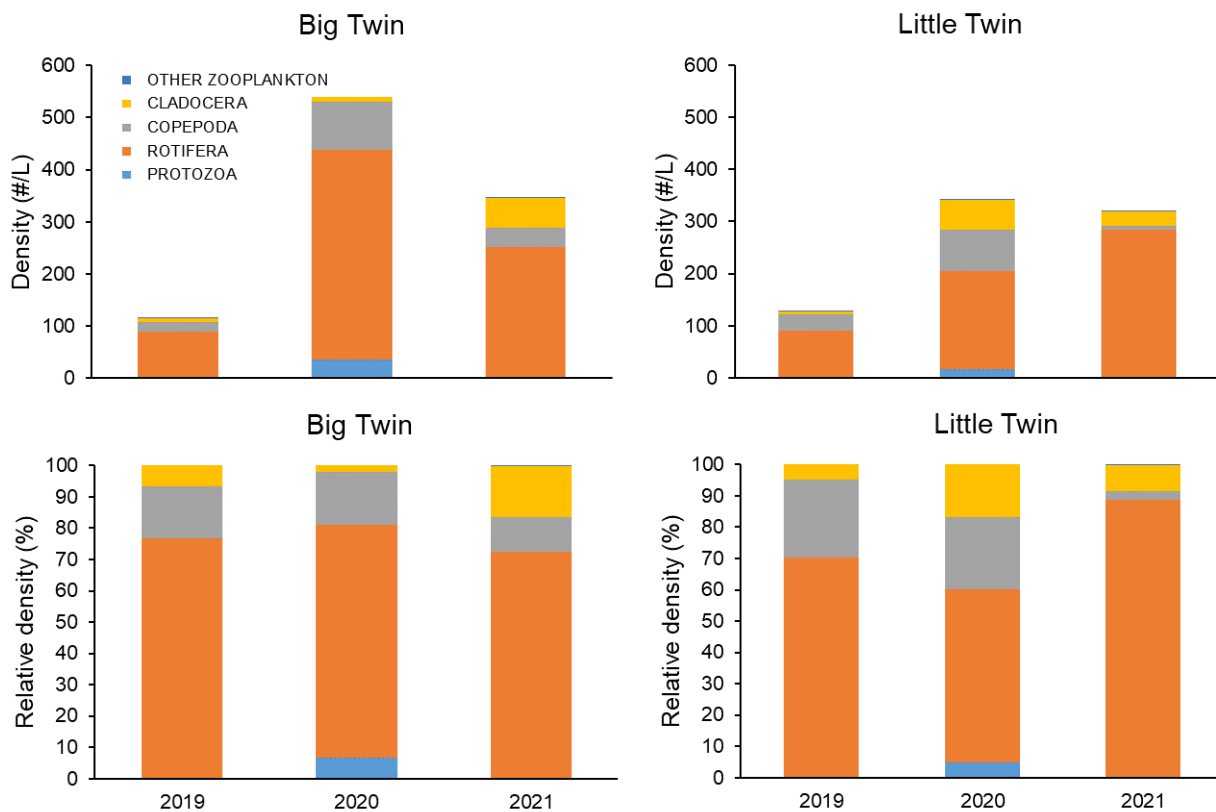 Big Twin
Density (#/L)
600
500
400
300
200
100
0
OTHER ZOOPLANKTON
CLADOCERA
COPEPODA
ROTIFERA
PROTOZOA
Little Twin
Density (#/L)
600
500
400
300
200
100
0
Big Twin
Relative density (%)
100
90
80
70
60
50
40
30
20
10
0
2019 2020 2021
Little Twin
Relative density (%)
100
90
80
70
60
50
40
30
20
10
0
2019 2020 2021